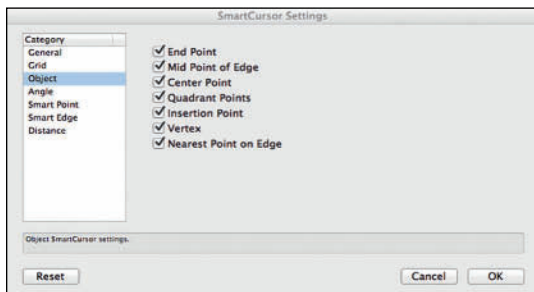 SmartCursor Settings
Category
General
Grid
Object
Angle
Smart Point
Smart Edge
Distance
End Point
Mid Point of Edge
Center Point
Quadrant Points
Insertion Point
Vertex
Nearest Point on Edge
Object SmartCursor settings.
Reset
Cancel
OK